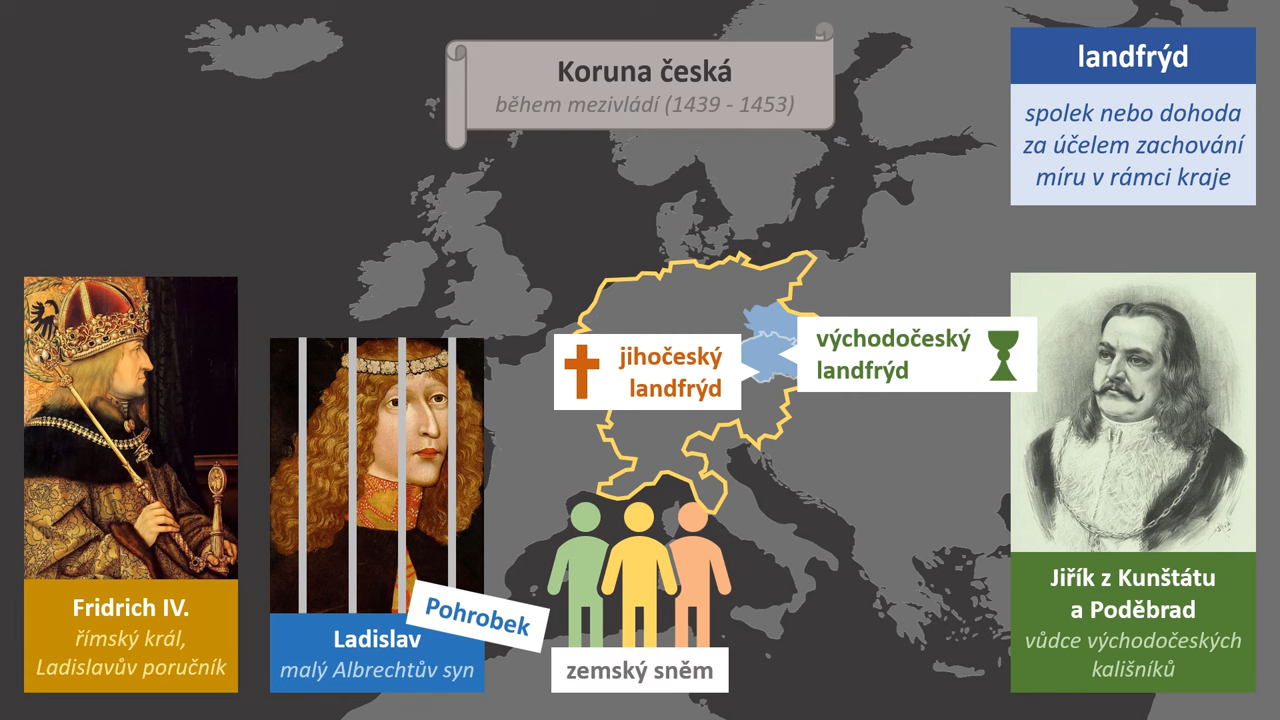 Koruna česká
během mezivládí (1439 - 1453)
landfrýd
spolek nebo dohoda
za účelem zachování
míru v rámci kraje
jihočeský
landfrýd
východočeský
landfrýd
Fridrich IV.
římský král,
Ladislavův poručník
Ladislav
malý Albrechtův syn
Pohrobek
zemský sněm
Jiřík z Kunštátu
a Poděbrad
vůdce východočeských
kališníků